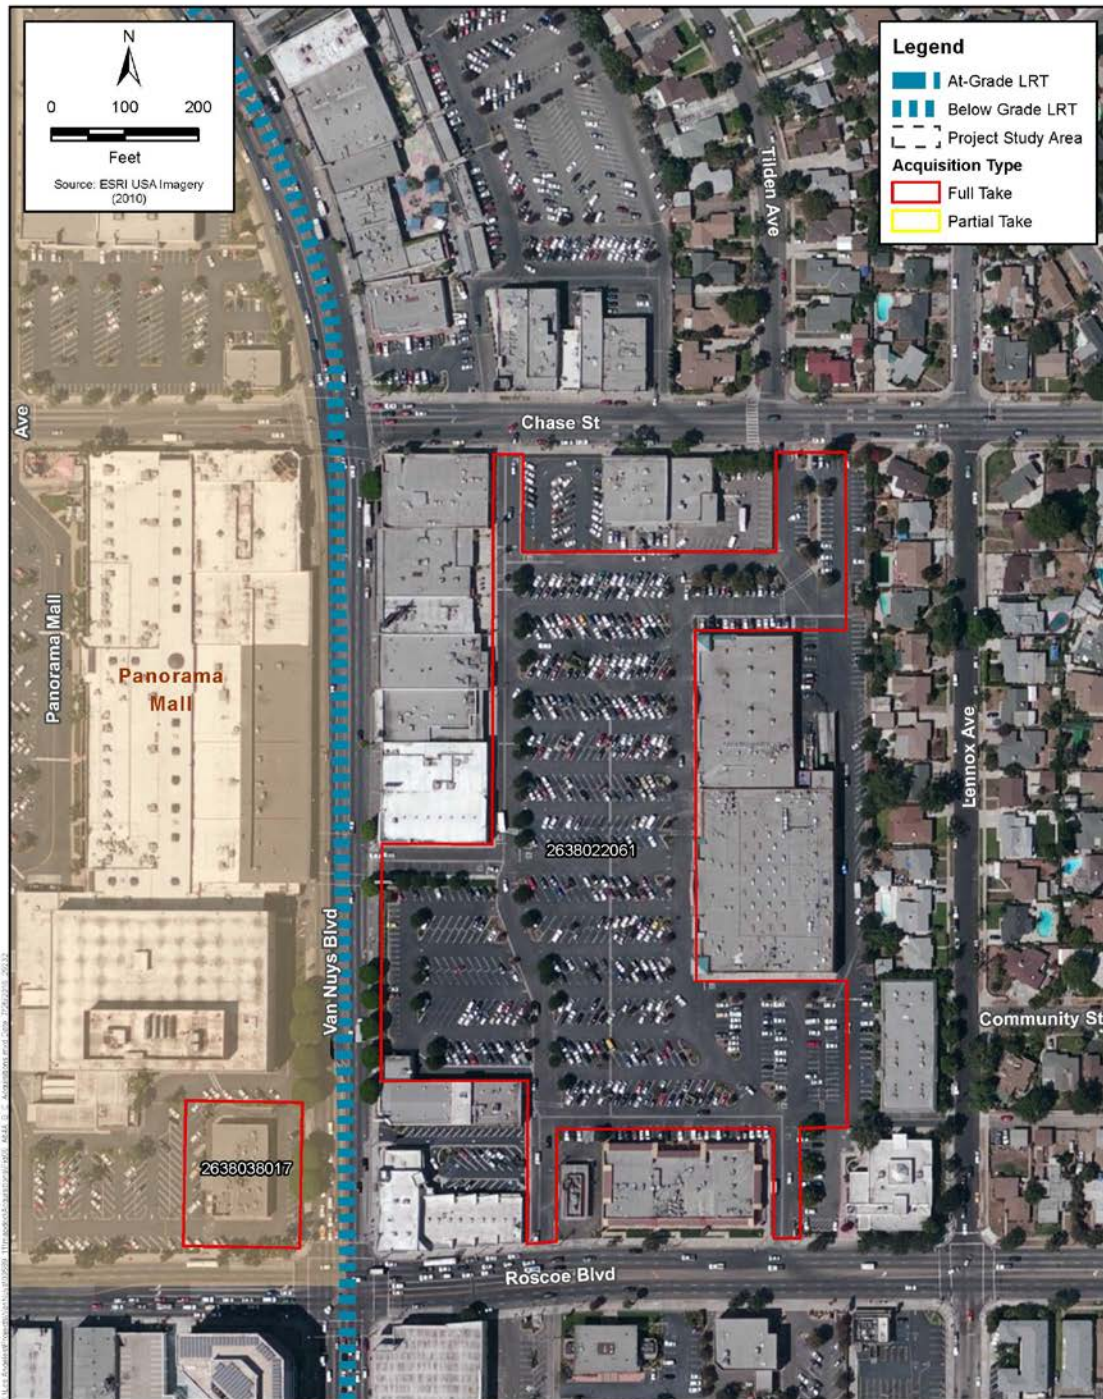 N
0 100 200
Feet
Source: ESRI USA Imagery
(2010)
Legend
At-Grade LRT
Below Grade LRT
Project Study Area
Acquisition Type
Full Take
Partial Take
Tilden Ave
Chase St
Ave
Panorama Mall
Panorama
Mall
Van Nuys Blvd
2638022061
Lennox Ave
Community St
2638038017
Roscoe Blvd